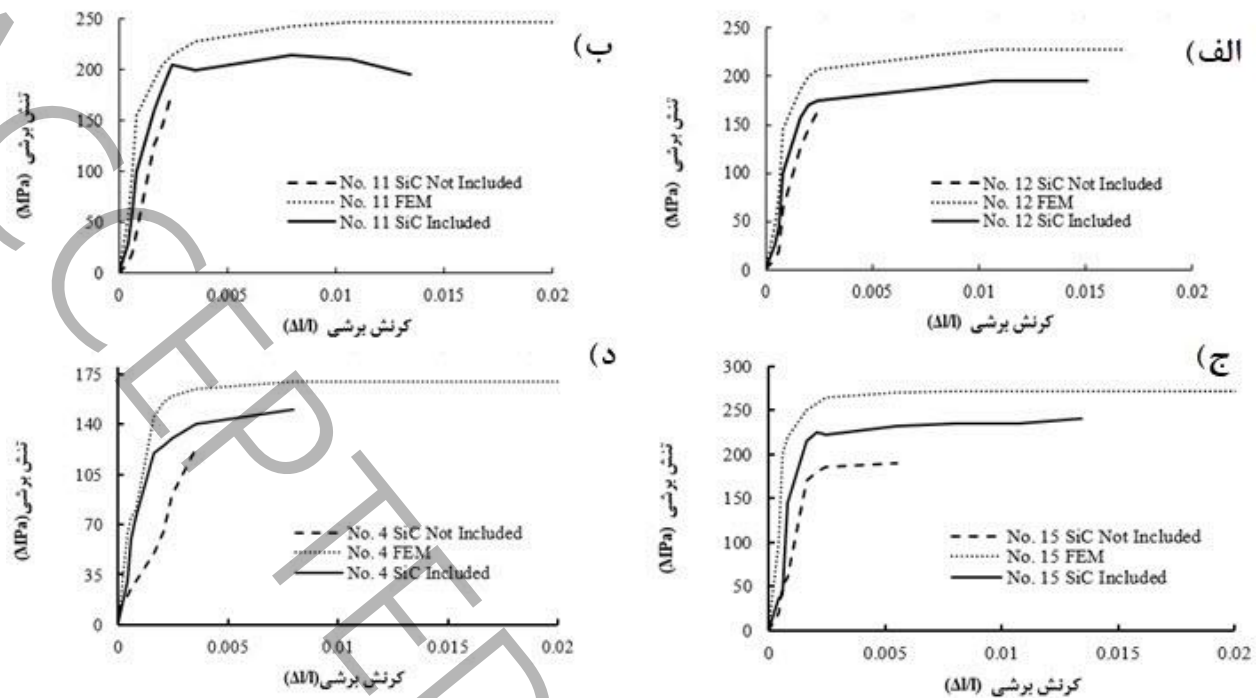 الف)
تنش برشی (MPa)
250
200
150
100
50
0
No. 12 SiC Not Included
No. 12 FEM
No. 12 SiC Included
0 0.005 0.01 0.015 0.02
کرنش برشی (Δl/l)
ب)
تنش برشی (MPa)
250
200
150
100
50
0
No. 11 SiC Not Included
No. 11 FEM
No. 11 SiC Included
0 0.005 0.01 0.015 0.02
کرنش برشی (Δl/l)
ج)
تنش برشی (MPa)
300
250
200
150
100
50
0
No. 15 SiC Not Included
No. 15 FEM
No. 15 SiC Included
0 0.005 0.01 0.015 0.02
کرنش برشی (Δl/l)
د)
تنش برشی(MPa)
175
140
105
70
35
0
No. 4 SiC Not Included
No. 4 FEM
No. 4 SiC Included
0 0.005 0.01 0.015 0.02
کرنش برشی(Δl/l)
ACCEPTED